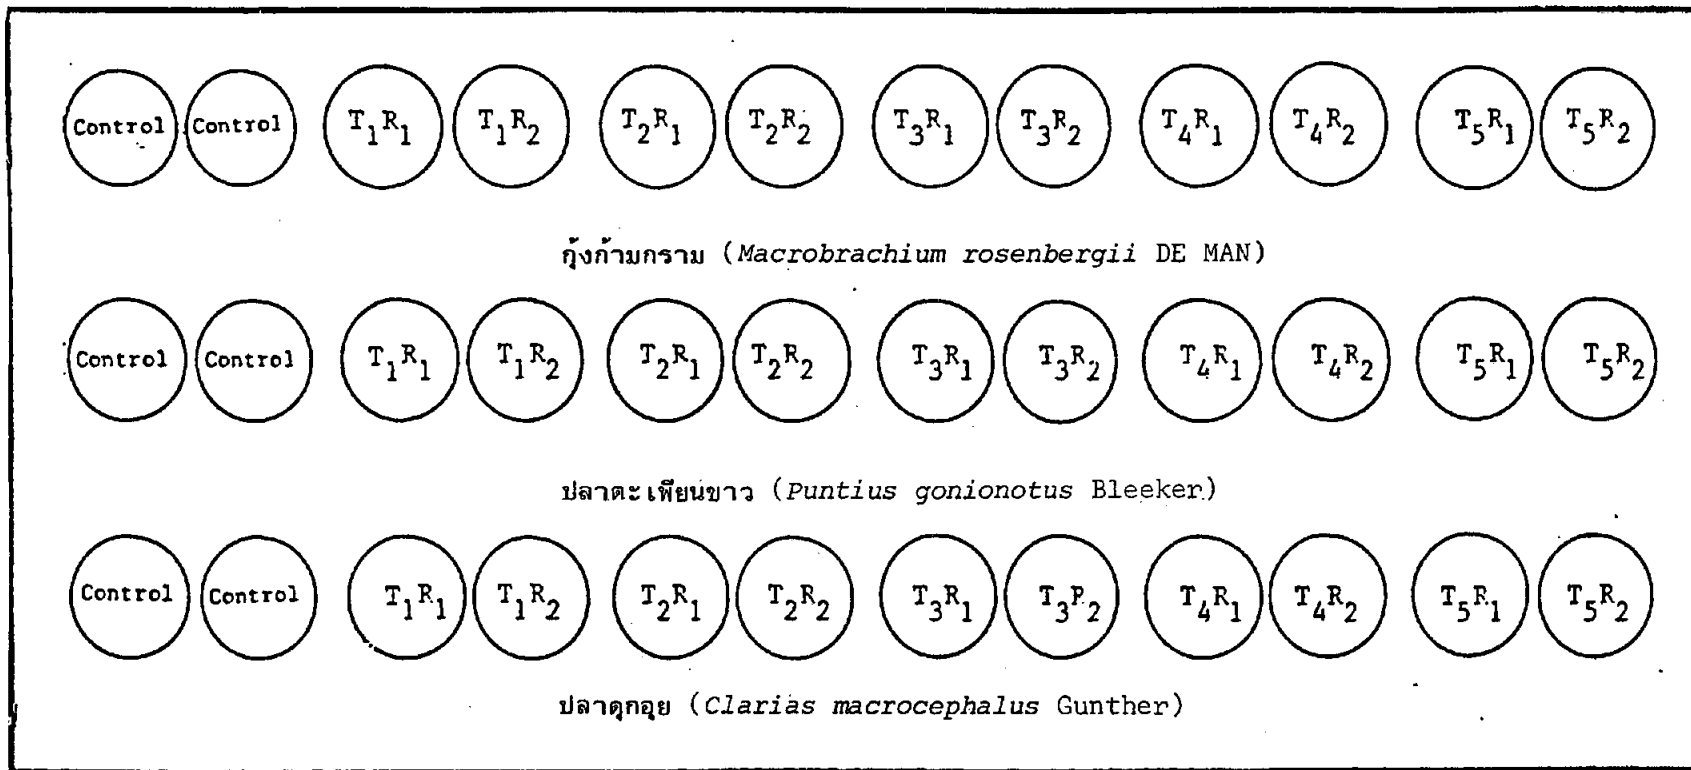 Control Control T₁R₁ T₁R₂ T₂R₁ T₂R₂ T₃R₁ T₃R₂ T₄R₁ T₄R₂ T₅R₁ T₅R₂
กุ้งก้ามกราม (Macrobrachium rosenbergii DE MAN)
Control Control T₁R₁ T₁R₂ T₂R₁ T₂R₂ T₃R₁ T₃R₂ T₄R₁ T₄R₂ T₅R₁ T₅R₂
ปลาตะเพียนขาว (Puntius gonionotus Bleeker)
Control Control T₁R₁ T₁R₂ T₂R₁ T₂R₂ T₃R₁ T₃R₂ T₄R₁ T₄R₂ T₅R₁ T₅R₂
ปลาดุกอุย (Clarias macrocephalus Gunther)